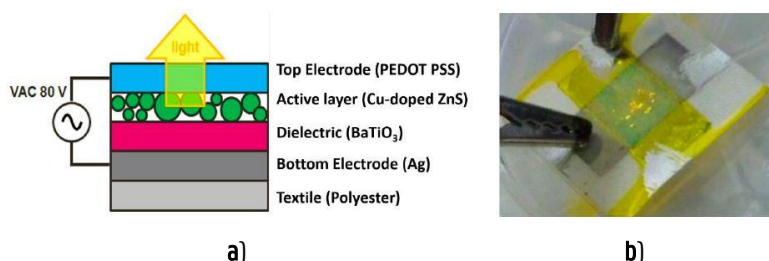 light
VAC 80 V
Top Electrode (PEDOT PSS)
Active layer (Cu-doped ZnS)
Dielectric (BaTiO₃)
Bottom Electrode (Ag)
Textile (Polyester)
a)
b)